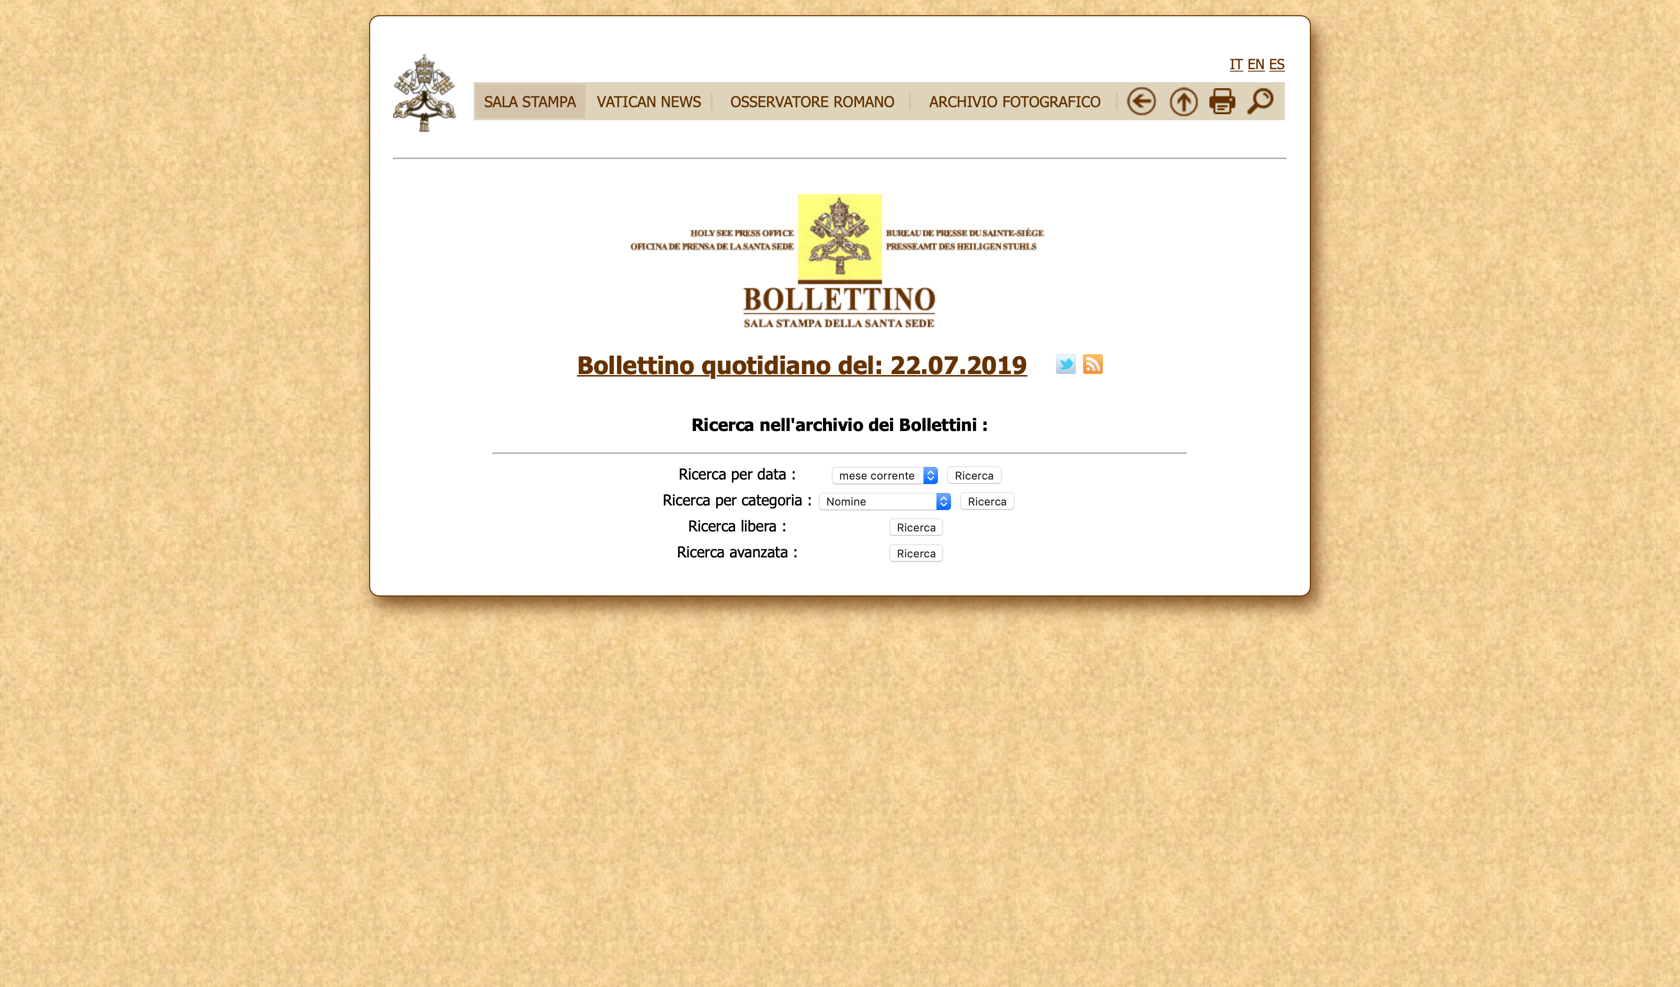 IT EN ES
SALA STAMPA VATICAN NEWS OSSERVATORE ROMANO ARCHIVIO FOTOGRAFICO
HOLY SEE PRESS OFFICE BUREAU DE PRESSE DU SAINTE-SIÈGE
OFICINA DE PRENSA DE LA SANTA SEDE PRESSEAMT DES HEILIGEN STUHLS
BOLLETTINO
SALA STAMPA DELLA SANTA SEDE
Bollettino quotidiano del: 22.07.2019
Ricerca nell'archivio dei Bollettini :
Ricerca per data : mese corrente Ricerca
Ricerca per categoria : Nomine Ricerca
Ricerca libera : Ricerca
Ricerca avanzata : Ricerca